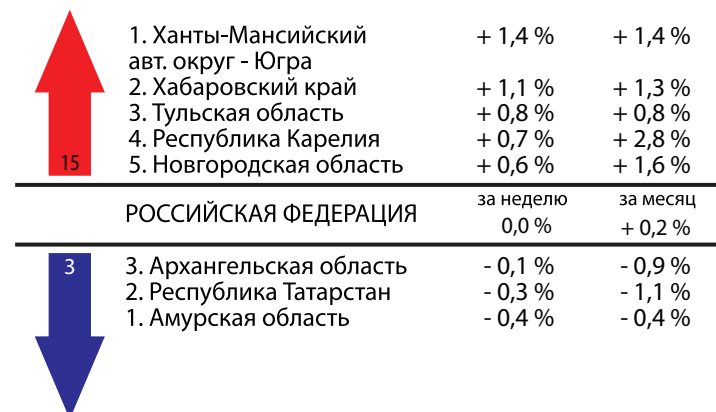 1. Ханты-Мансийский + 1,4 % + 1,4 %
авт. округ - Югра
2. Хабаровский край + 1,1 % + 1,3 %
3. Тульская область + 0,8 % + 0,8 %
4. Республика Карелия + 0,7 % + 2,8 %
15 5. Новгородская область + 0,6 % + 1,6 %
за неделю за месяц
РОССИЙСКАЯ ФЕДЕРАЦИЯ 0,0 % + 0,2 %
3 3. Архангельская область - 0,1 % - 0,9 %
2. Республика Татарстан - 0,3 % - 1,1 %
1. Амурская область - 0,4 % - 0,4 %